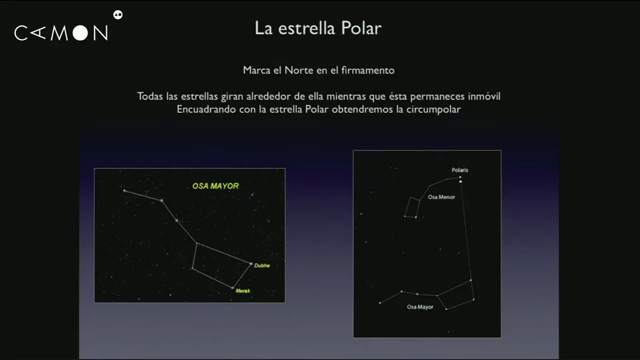 CAMON
La estrella Polar
Marca el Norte en el firmamento
Todas las estrellas giran alrededor de ella mientras que ésta permaneces inmóvil
Encuadrando con la estrella Polar obtendremos la circumpolar
OSA MAYOR
Dubhe
Merak
Polaris
Osa Menor
Osa Mayor